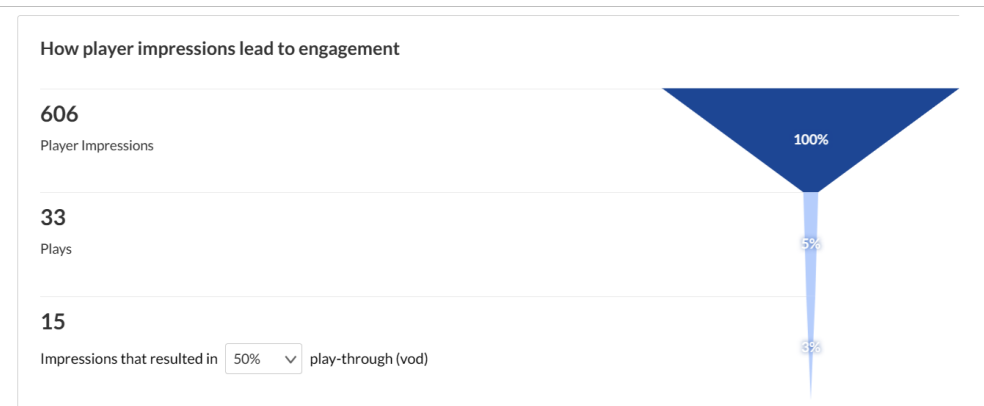 How player impressions lead to engagement
606
Player Impressions
100%
33
Plays
5%
15
Impressions that resulted in 50% play-through (vod)
3%